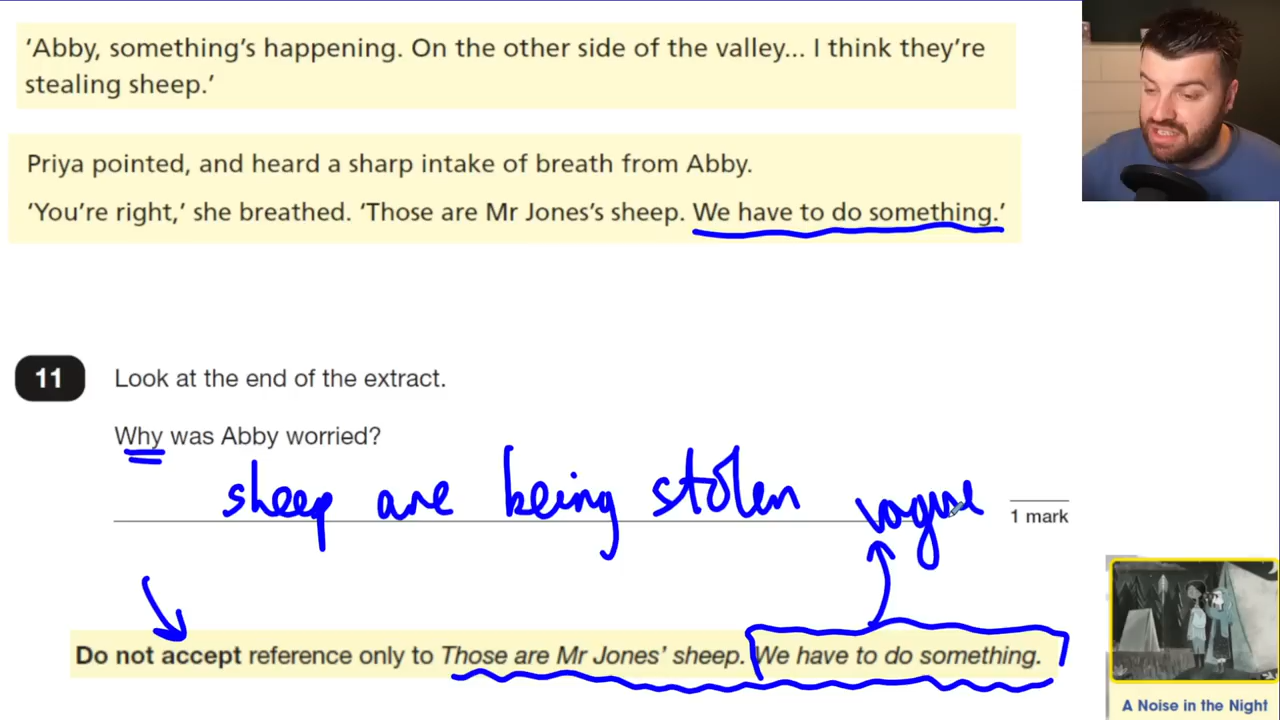 ‘Abby, something’s happening. On the other side of the valley... I think they’re
stealing sheep.’
Priya pointed, and heard a sharp intake of breath from Abby.
‘You’re right,’ she breathed. ‘Those are Mr Jones’s sheep. We have to do something.’
11 Look at the end of the extract.
Why was Abby worried?
sheep are being stolen vague
1 mark
Do not accept reference only to Those are Mr Jones’ sheep. We have to do something.
A Noise in the Night